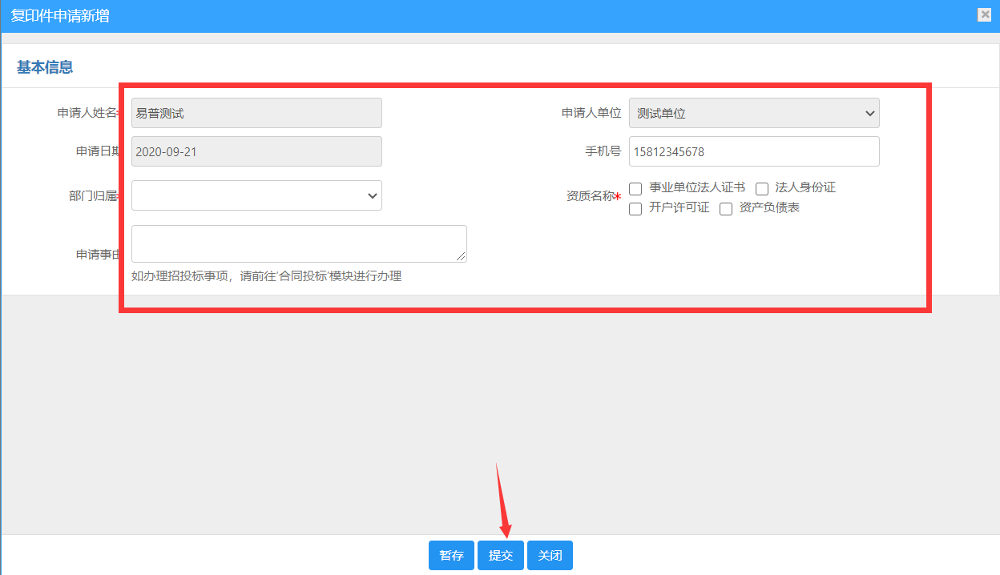 复印件申请新增
基本信息
申请人姓名 易普测试 申请人单位 测试单位
申请日期 2020-09-21 手机号 15812345678
部门归属 资质名称* 事业单位法人证书 法人身份证
开户许可证 资产负债表
申请事由
如办理招投标事项，请前往‘合同投标’模块进行办理
暂存 提交 关闭